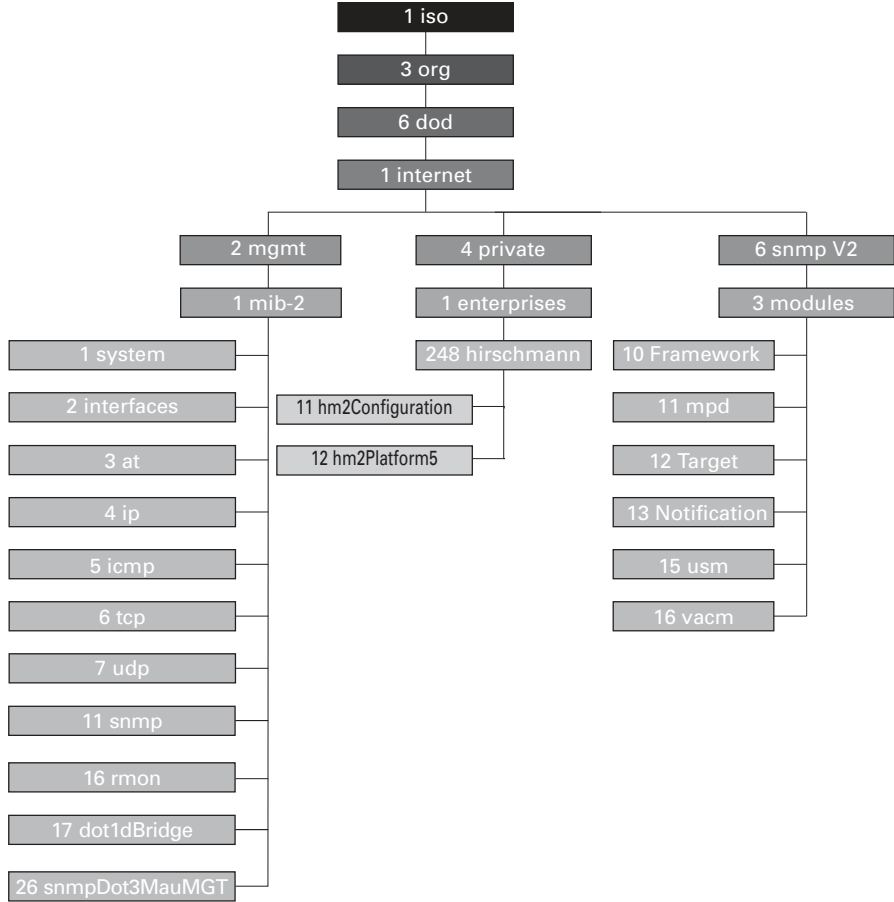 1 iso
3 org
6 dod
1 internet
2 mgmt
4 private
6 snmp V2
1 mib-2
1 enterprises
3 modules
1 system
248 hirschmann
10 Framework
2 interfaces
11 hm2Configuration
11 mpd
3 at
12 hm2Platform5
12 Target
4 ip
13 Notification
5 icmp
15 usm
6 tcp
16 vacm
7 udp
11 snmp
16 rmon
17 dot1dBridge
26 snmpDot3MauMGT